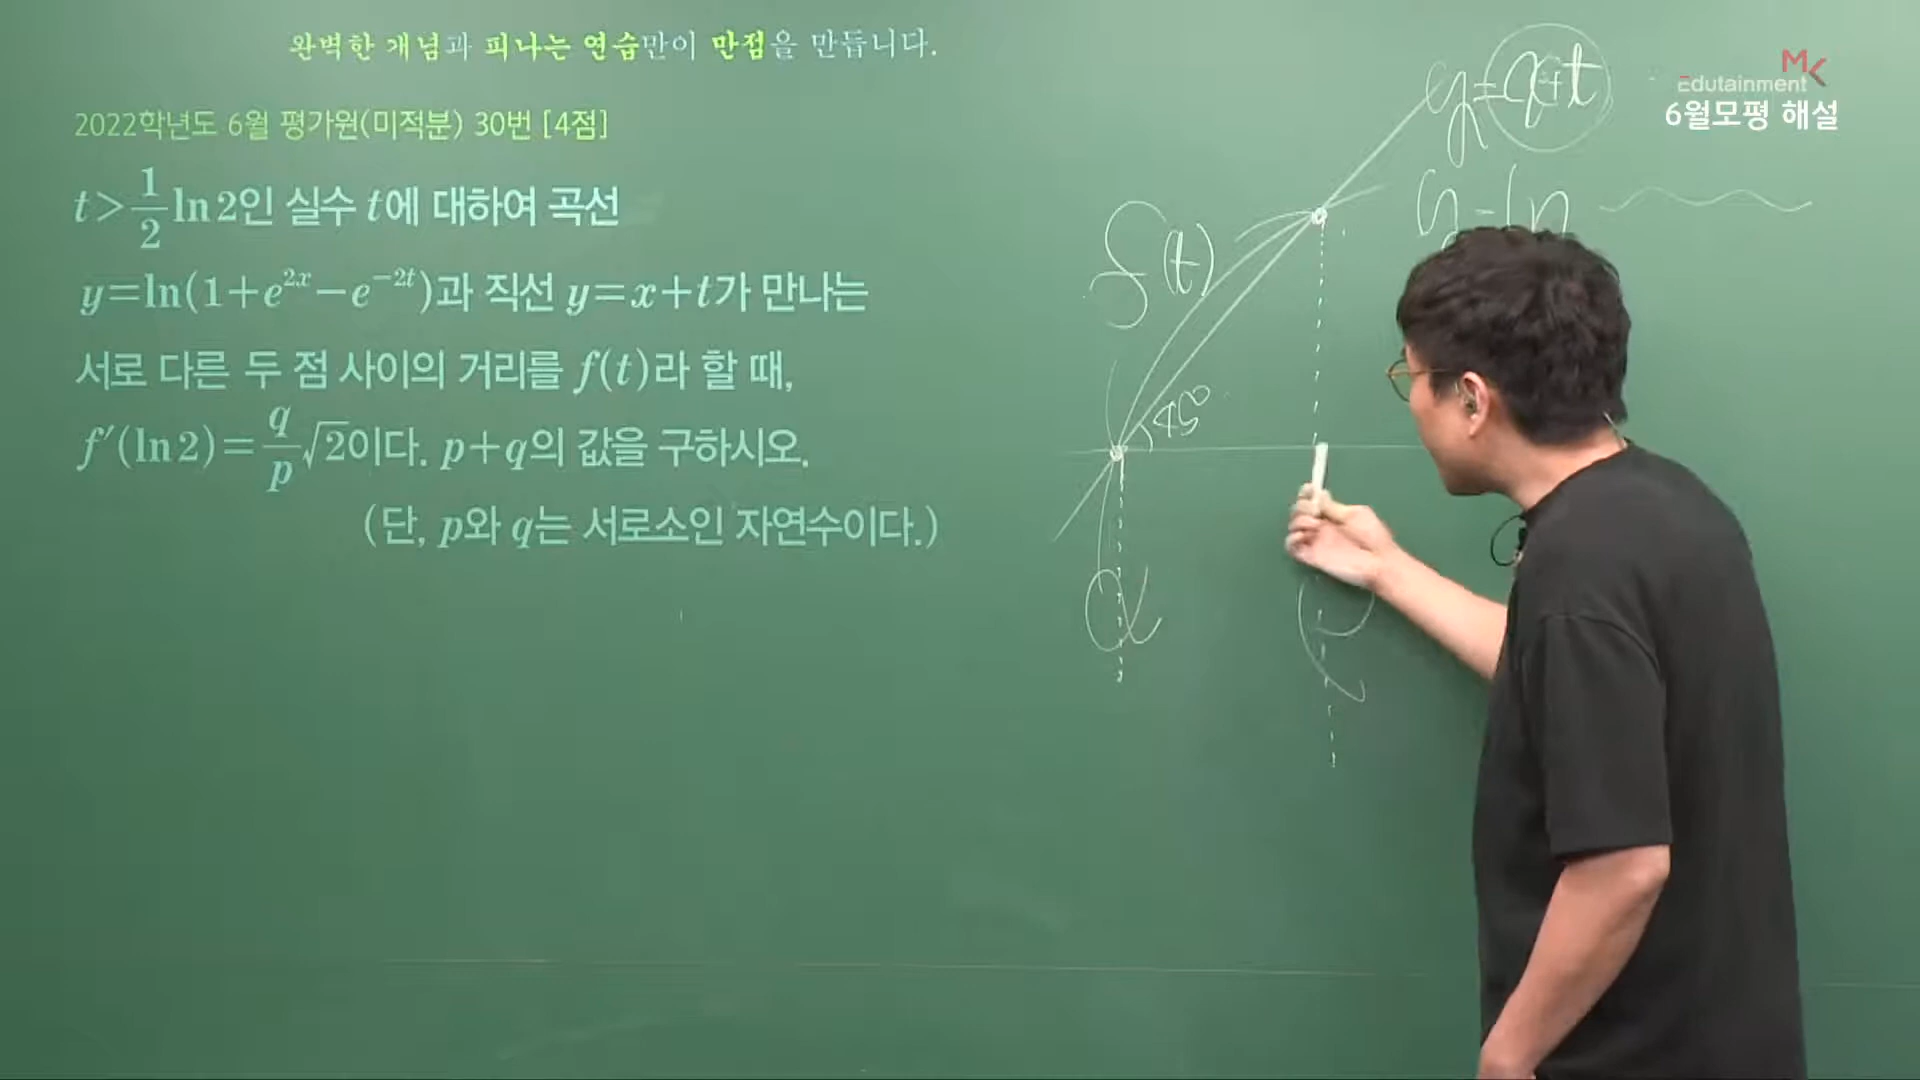 완벽한 개념과 피나는 연습만이 만점을 만듭니다.
MK
Edutainment
6월모평 해설
2022학년도 6월 평가원(미적분) 30번 [4점]
t>1/2 ln2인 실수 t에 대하여 곡선
y=ln(1+e^{2x}-e^{-2t})과 직선 y=x+t가 만나는
서로 다른 두 점 사이의 거리를 f(t)라 할 때,
f′(ln2)=q/p √2이다. p+q의 값을 구하시오.
(단, p와 q는 서로소인 자연수이다.)
y=x+t
y=ln
f(t)
45°
α